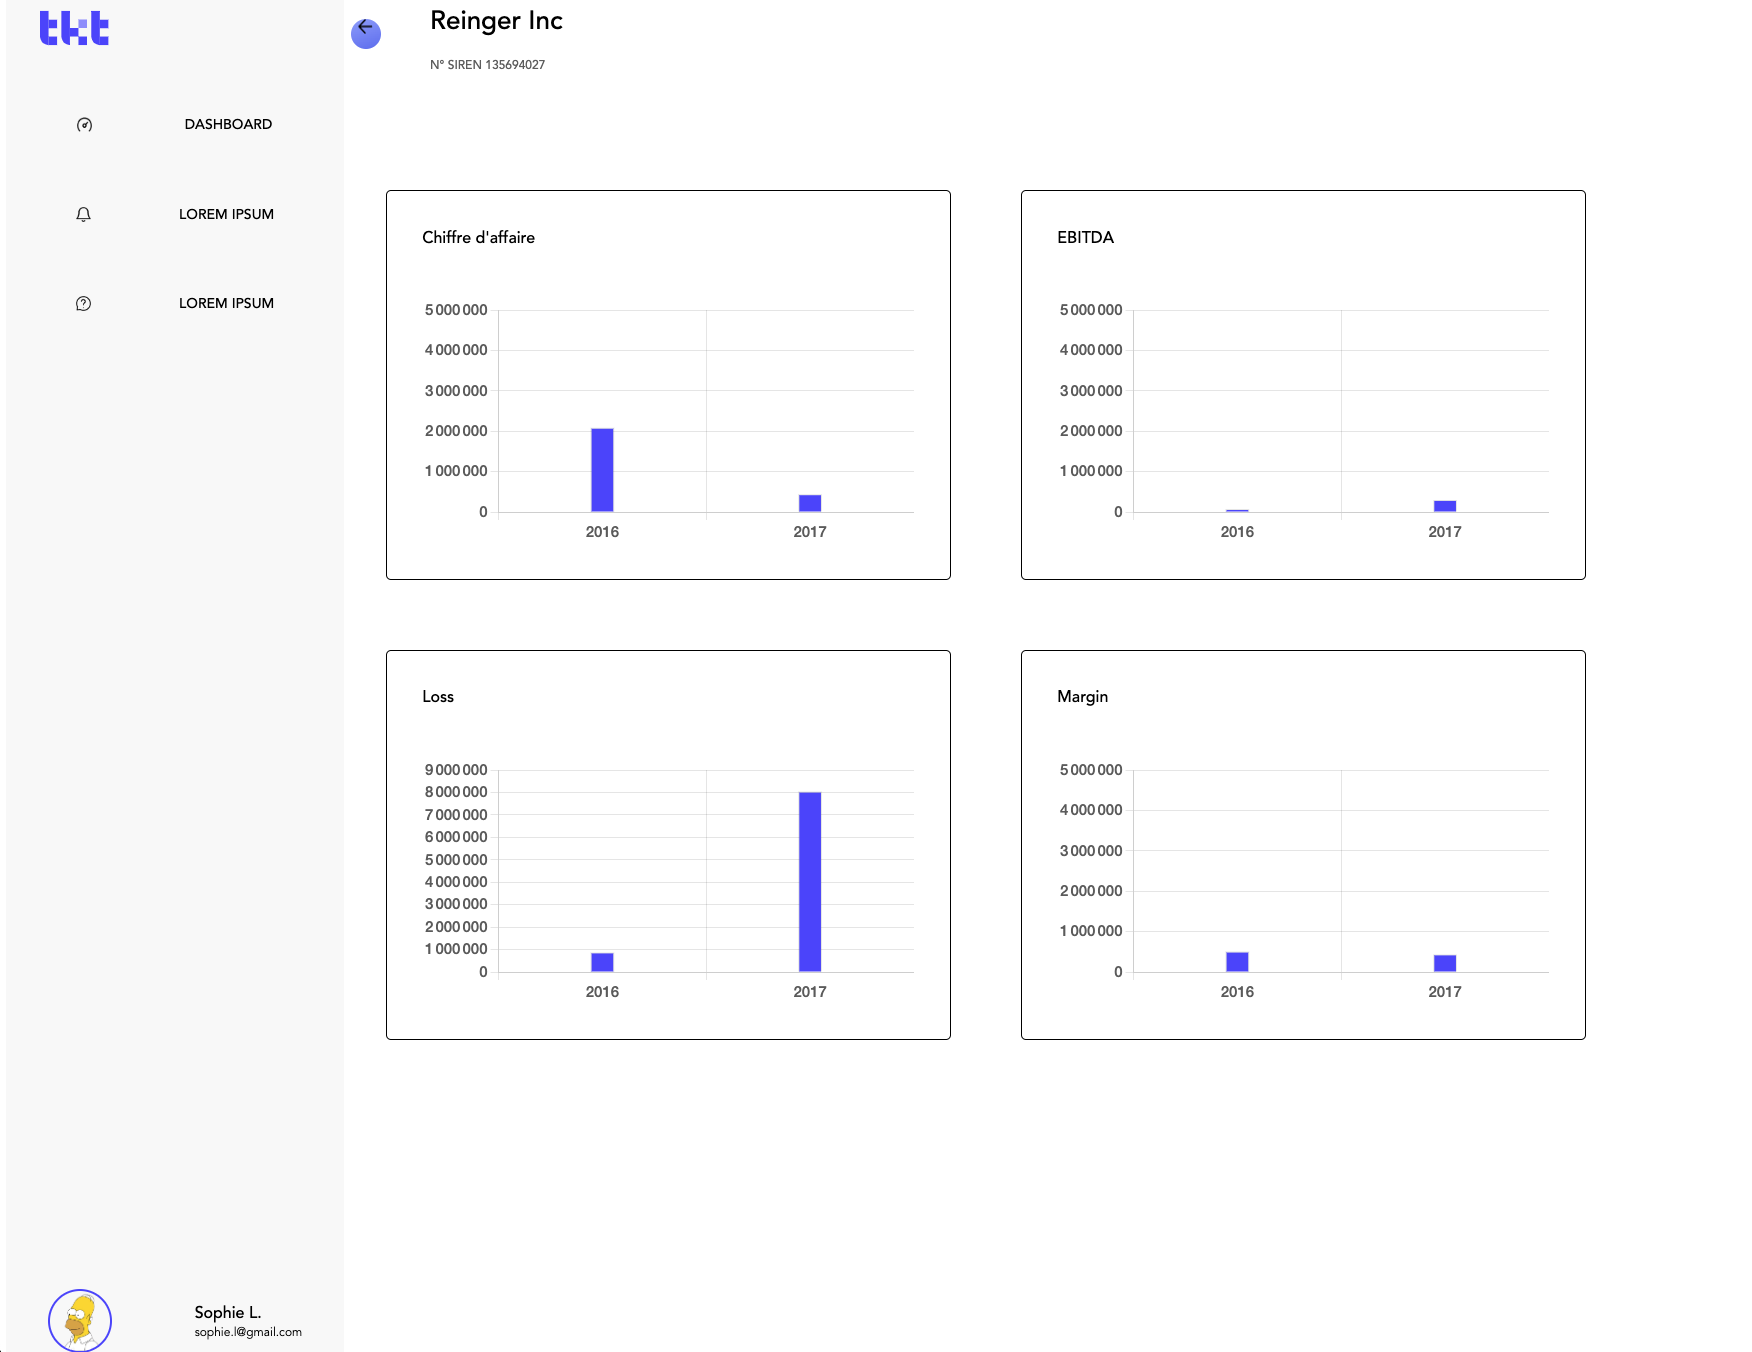 tkt
DASHBOARD
LOREM IPSUM
LOREM IPSUM
Sophie L.
sophie.l@gmail.com
Reinger Inc
N° SIREN 135694027
Chiffre d'affaire
5 000 000
4 000 000
3 000 000
2 000 000
1 000 000
0
2016 2017
EBITDA
5 000 000
4 000 000
3 000 000
2 000 000
1 000 000
0
2016 2017
Loss
9 000 000
8 000 000
7 000 000
6 000 000
5 000 000
4 000 000
3 000 000
2 000 000
1 000 000
0
2016 2017
Margin
5 000 000
4 000 000
3 000 000
2 000 000
1 000 000
0
2016 2017